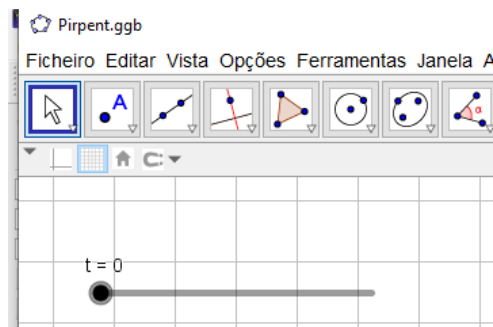 Pirpent.ggb
Ficheiro Editar Vista Opções Ferramentas Janela A
A
α
t = 0